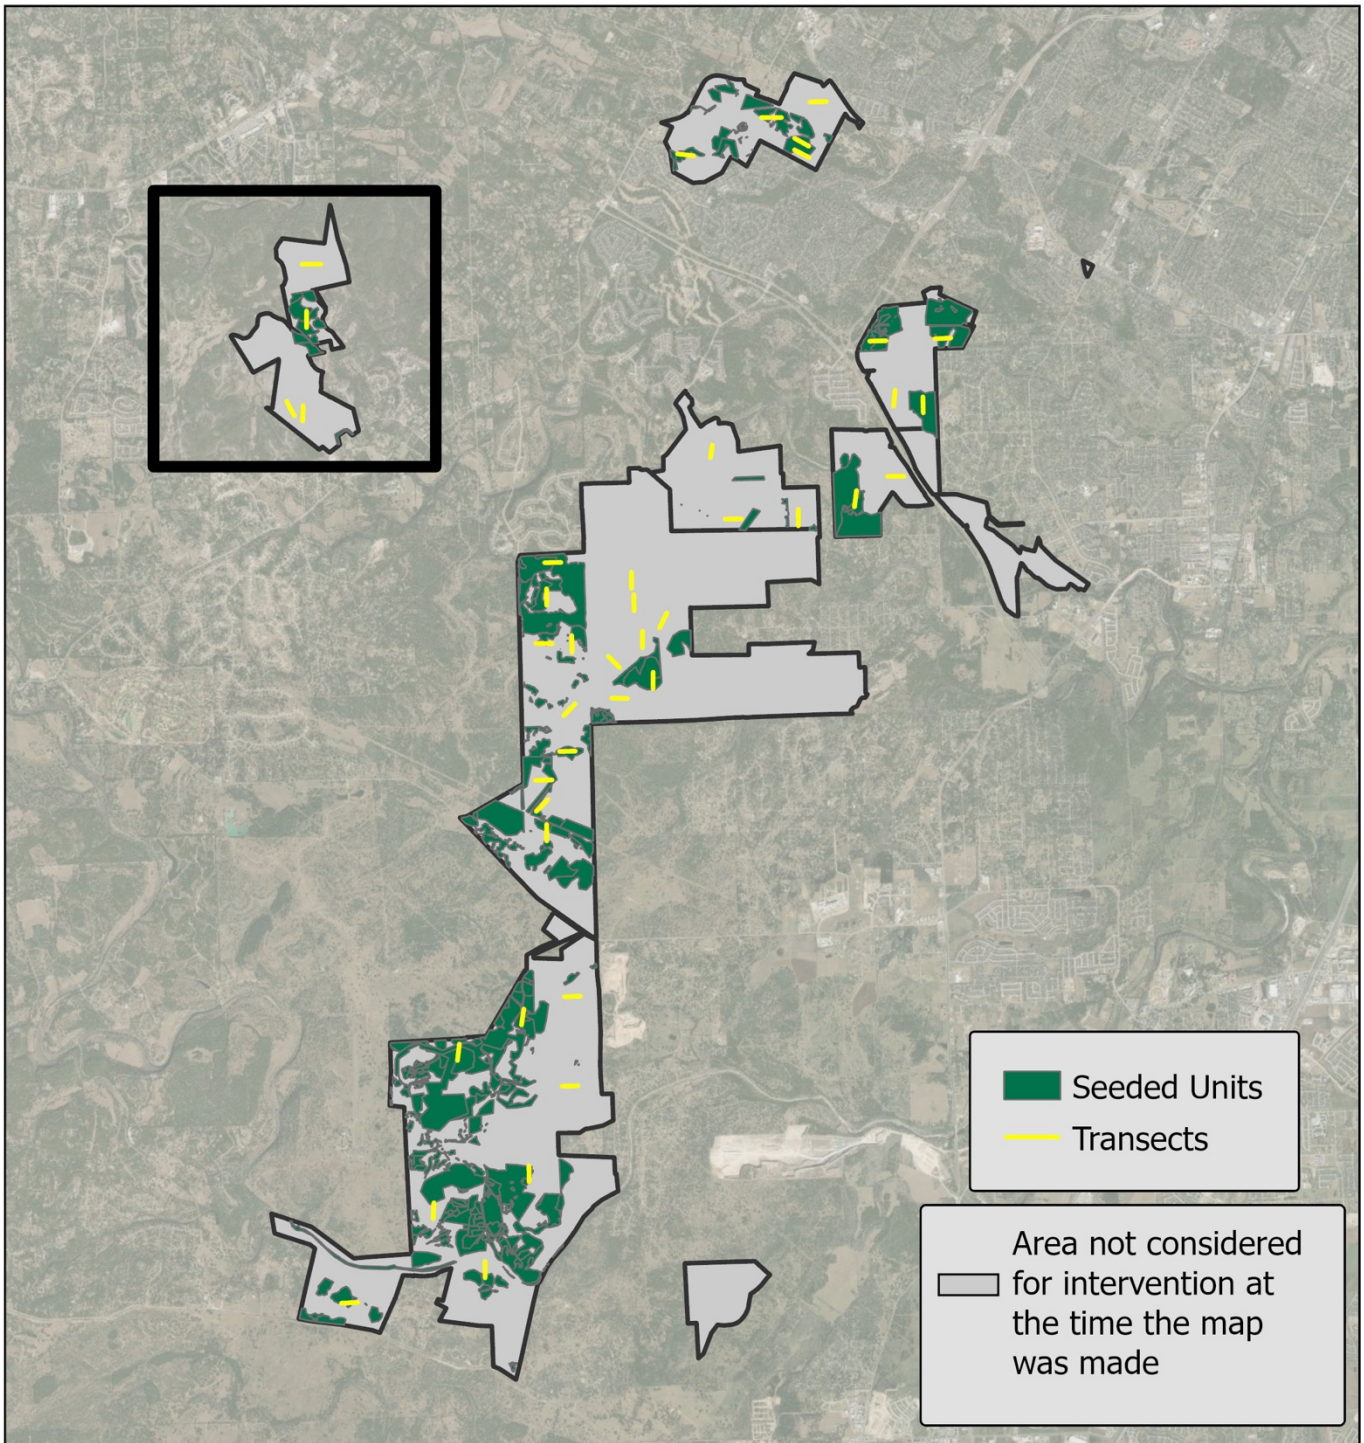 Seeded Units
Transects
Area not considered
for intervention at
the time the map
was made